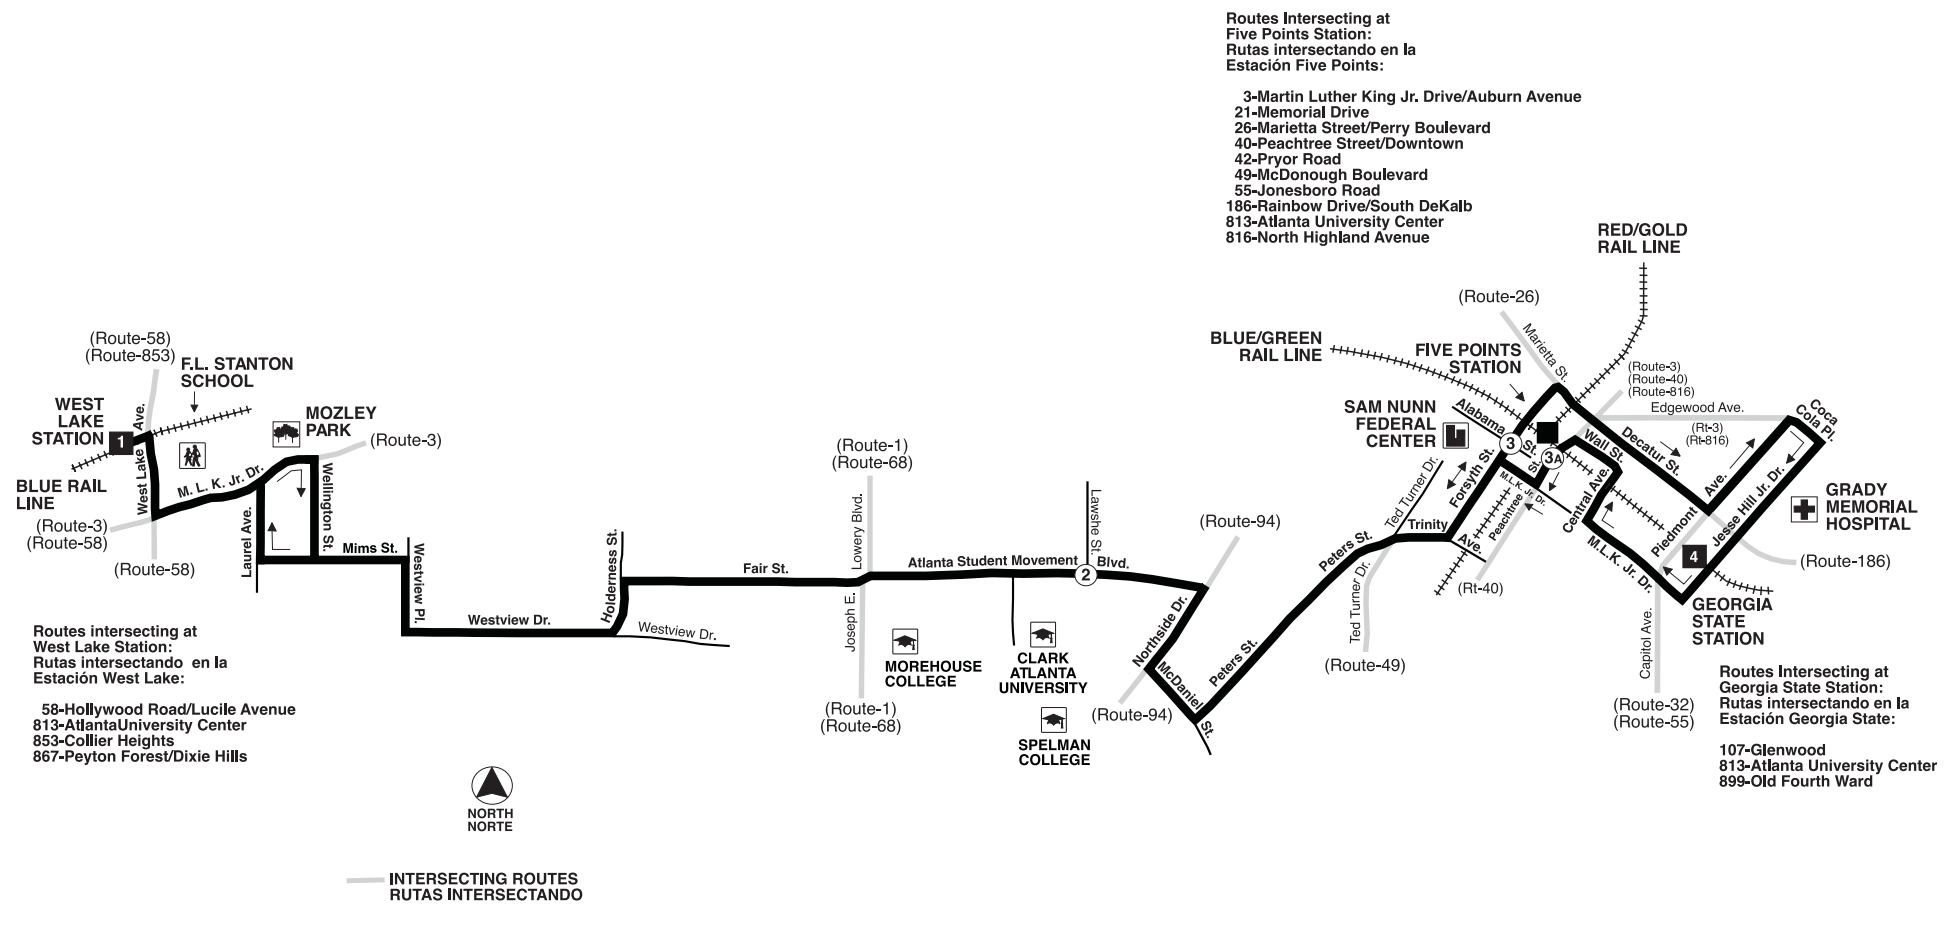 Routes Intersecting at
Five Points Station:
Rutas intersectando en la
Estación Five Points:
3-Martin Luther King Jr. Drive/Auburn Avenue
21-Memorial Drive
26-Marietta Street/Perry Boulevard
40-Peachtree Street/Downtown
42-Pryor Road
49-McDonough Boulevard
55-Jonesboro Road
186-Rainbow Drive/South DeKalb
813-Atlanta University Center
816-North Highland Avenue
RED/GOLD
RAIL LINE
(Route-26)
Marietta St.
BLUE/GREEN
RAIL LINE
FIVE POINTS
STATION
(Route-3)
(Route-40)
(Route-816)
Edgewood Ave.
(Rt-3)
(Rt-816)
Coca
Cola Pl.
(Route-58)
(Route-853)
F.L. STANTON
SCHOOL
WEST
LAKE
STATION
1
West Lake Ave.
MOZLEY
PARK
(Route-3)
BLUE RAIL
LINE
(Route-3)
(Route-58)
(Route-58)
M. L. K. Jr. Dr.
Laurel Ave.
Wellington St.
Mims St.
Westview Pl.
Westview Dr.
Holderness St.
Westview Dr.
Fair St.
(Route-1)
(Route-68)
Joseph E. Lowery Blvd.
(Route-1)
(Route-68)
Atlanta Student Movement Blvd.
Lawshe St.
2
MOREHOUSE
COLLEGE
CLARK
ATLANTA
UNIVERSITY
SPELMAN
COLLEGE
(Route-94)
Northside Dr.
(Route-94)
McDaniel St.
Peters St.
Peters St.
SAM NUNN
FEDERAL
CENTER
Ted Turner Dr.
Ted Turner Dr.
(Route-49)
Trinity Ave.
Forsyth St.
Alabama St.
3
3A
M.L.K. Jr. Dr.
Peachtree St.
(Rt-40)
Wall St.
Central Ave.
Decatur St.
M.L.K. Jr. Dr.
Piedmont Ave.
Jesse Hill Jr. Dr.
GRADY
MEMORIAL
HOSPITAL
(Route-186)
4
GEORGIA
STATE
STATION
Capitol Ave.
(Route-32)
(Route-55)
Routes intersecting at
West Lake Station:
Rutas intersectando en la
Estación West Lake:
58-Hollywood Road/Lucile Avenue
813-AtlantaUniversity Center
853-Collier Heights
867-Peyton Forest/Dixie Hills
Routes Intersecting at
Georgia State Station:
Rutas intersectando en la
Estación Georgia State:
107-Glenwood
813-Atlanta University Center
899-Old Fourth Ward
NORTH
NORTE
INTERSECTING ROUTES
RUTAS INTERSECTANDO